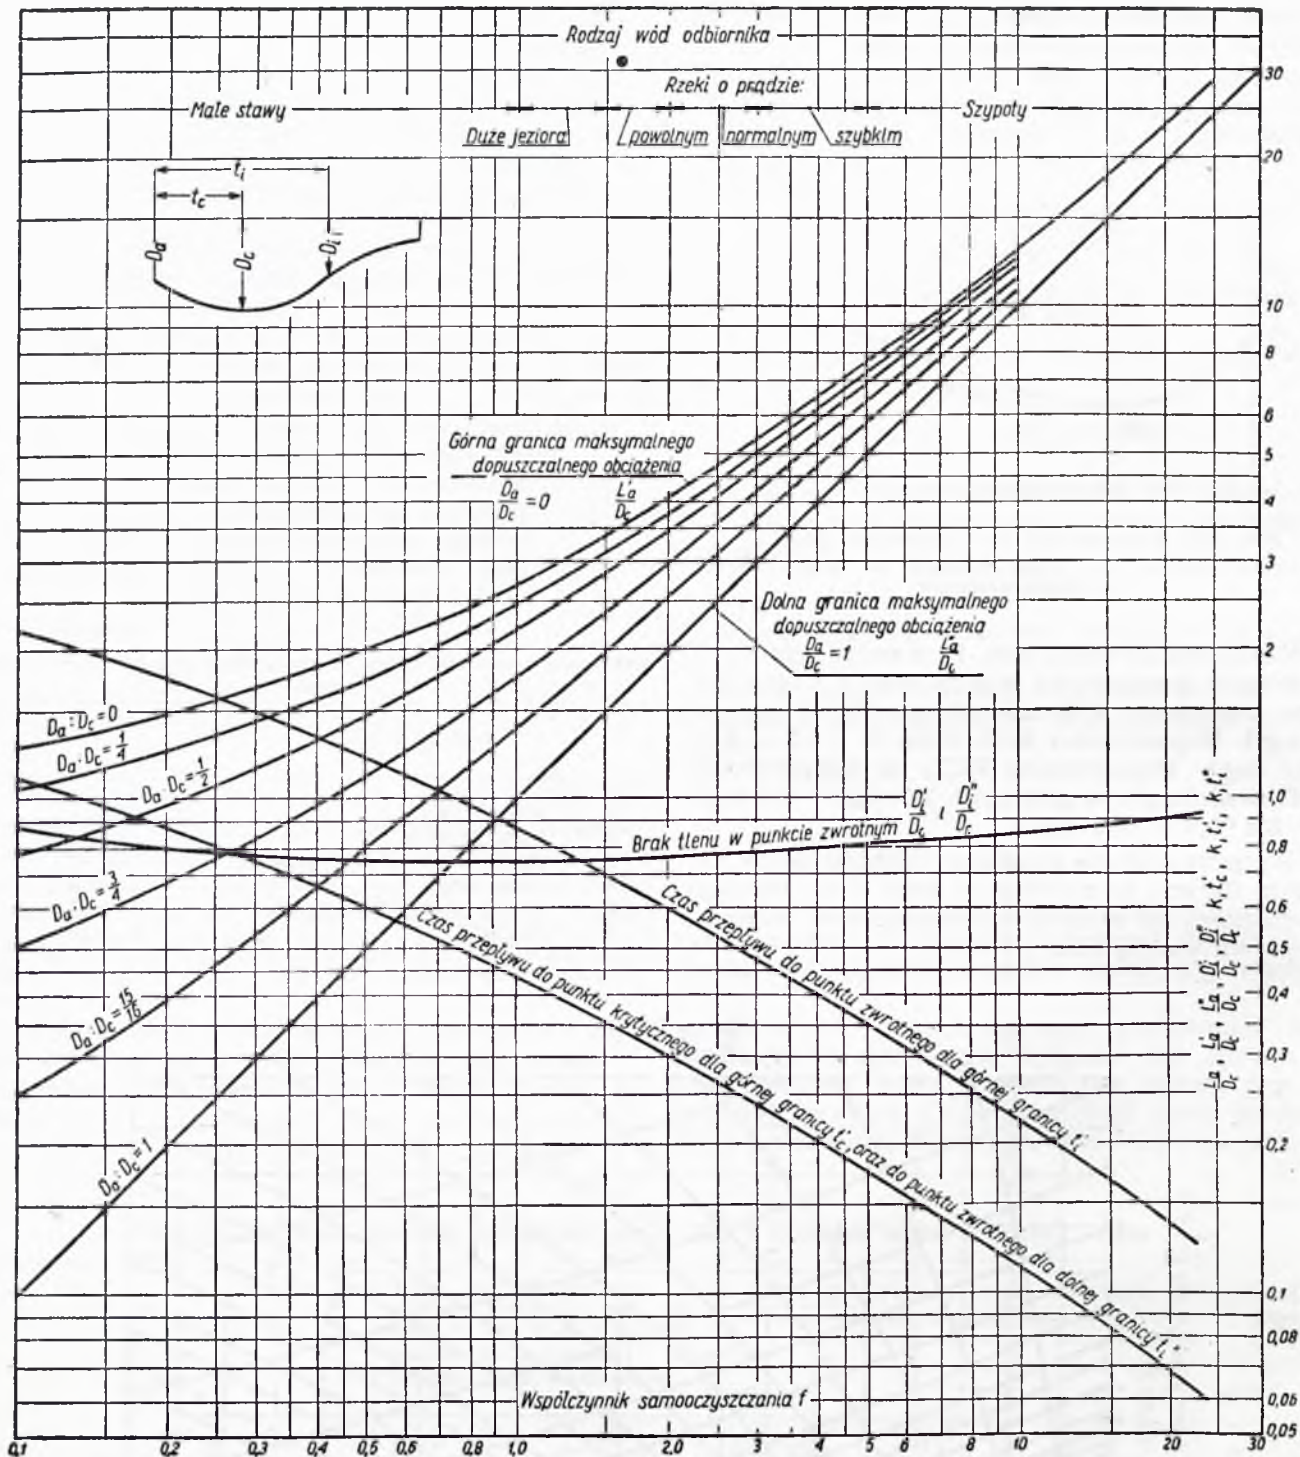 Rodzaj wód odbiornika
Rzeki o prądzie:
Małe stawy
Szypoty
Duże jeziora
powolnym
normalnym
szybkim
t_i
t_c
D_a
D_c
D_i
Górna granica maksymalnego
dopuszczalnego obciążenia
D_a/D_c = 0 L'_a/D_c
Dolna granica maksymalnego
dopuszczalnego obciążenia
D_a/D_c = 1 L"_a/D_c
D_a : D_c = 0
D_a : D_c = 1/4
D_a : D_c = 1/2
D_a : D_c = 3/4
D_a : D_c = 15/16
D_a : D_c = 1
Brak tlenu w punkcie zwrotnym D'_i/D_c i D"_i/D_c
Czas przepływu do punktu zwrotnego dla górnej granicy t'_i
Czas przepływu do punktu krytycznego dla górnej granicy t'_c, oraz do punktu zwrotnego dla dolnej granicy t"_i
L_a/D_c, L'_a/D_c, L"_a/D_c, D'_i/D_c, D"_i/D_c, k_1t'_c, k_1t'_i, k_1t"_i
30
20
10
8
6
5
4
3
2
1,0
0,8
0,6
0,5
0,4
0,3
0,2
0,1
0,08
0,06
0,05
Współczynnik samooczyszczania f
0,1 0,2 0,3 0,4 0,5 0,6 0,8 1,0 2,0 3 4 5 6 8 10 20 30